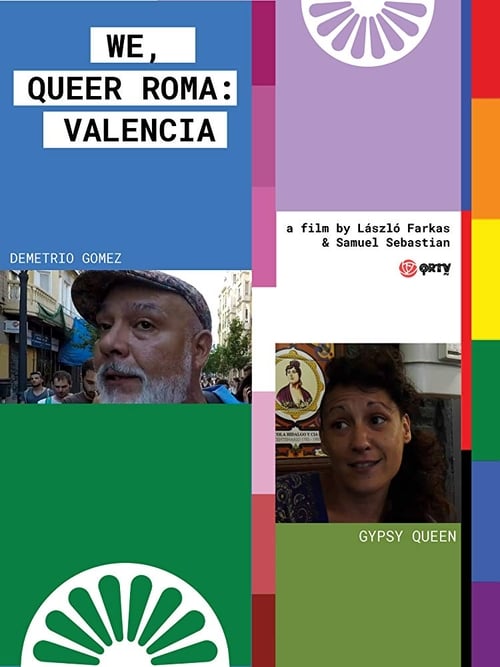 WE,
QUEER ROMA:
VALENCIA
a film by László Farkas
& Samuel Sebastian
QRTV
DEMETRIO GOMEZ
GYPSY QUEEN